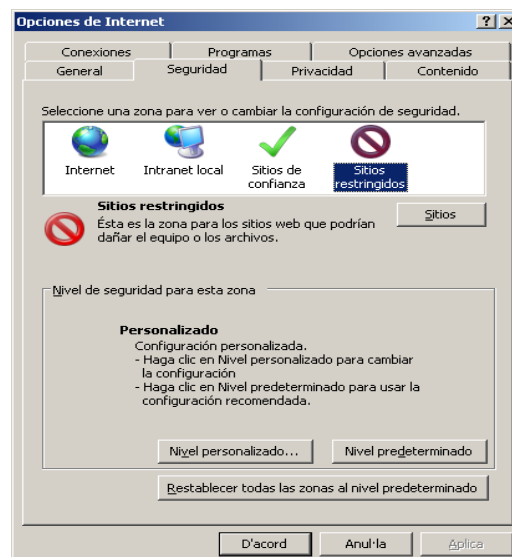 Opciones de Internet
Conexiones Programas Opciones avanzadas
General Seguridad Privacidad Contenido
Seleccione una zona para ver o cambiar la configuración de seguridad.
Internet Intranet local Sitios de confianza Sitios restringidos
Sitios restringidos
Ésta es la zona para los sitios web que podrían
dañar el equipo o los archivos.
Sitios
Nivel de seguridad para esta zona
Personalizado
Configuración personalizada.
- Haga clic en Nivel personalizado para cambiar
la configuración
- Haga clic en Nivel predeterminado para usar la
configuración recomendada.
Nivel personalizado... Nivel predeterminado
Restablecer todas las zonas al nivel predeterminado
D'acord Anul·la Aplica